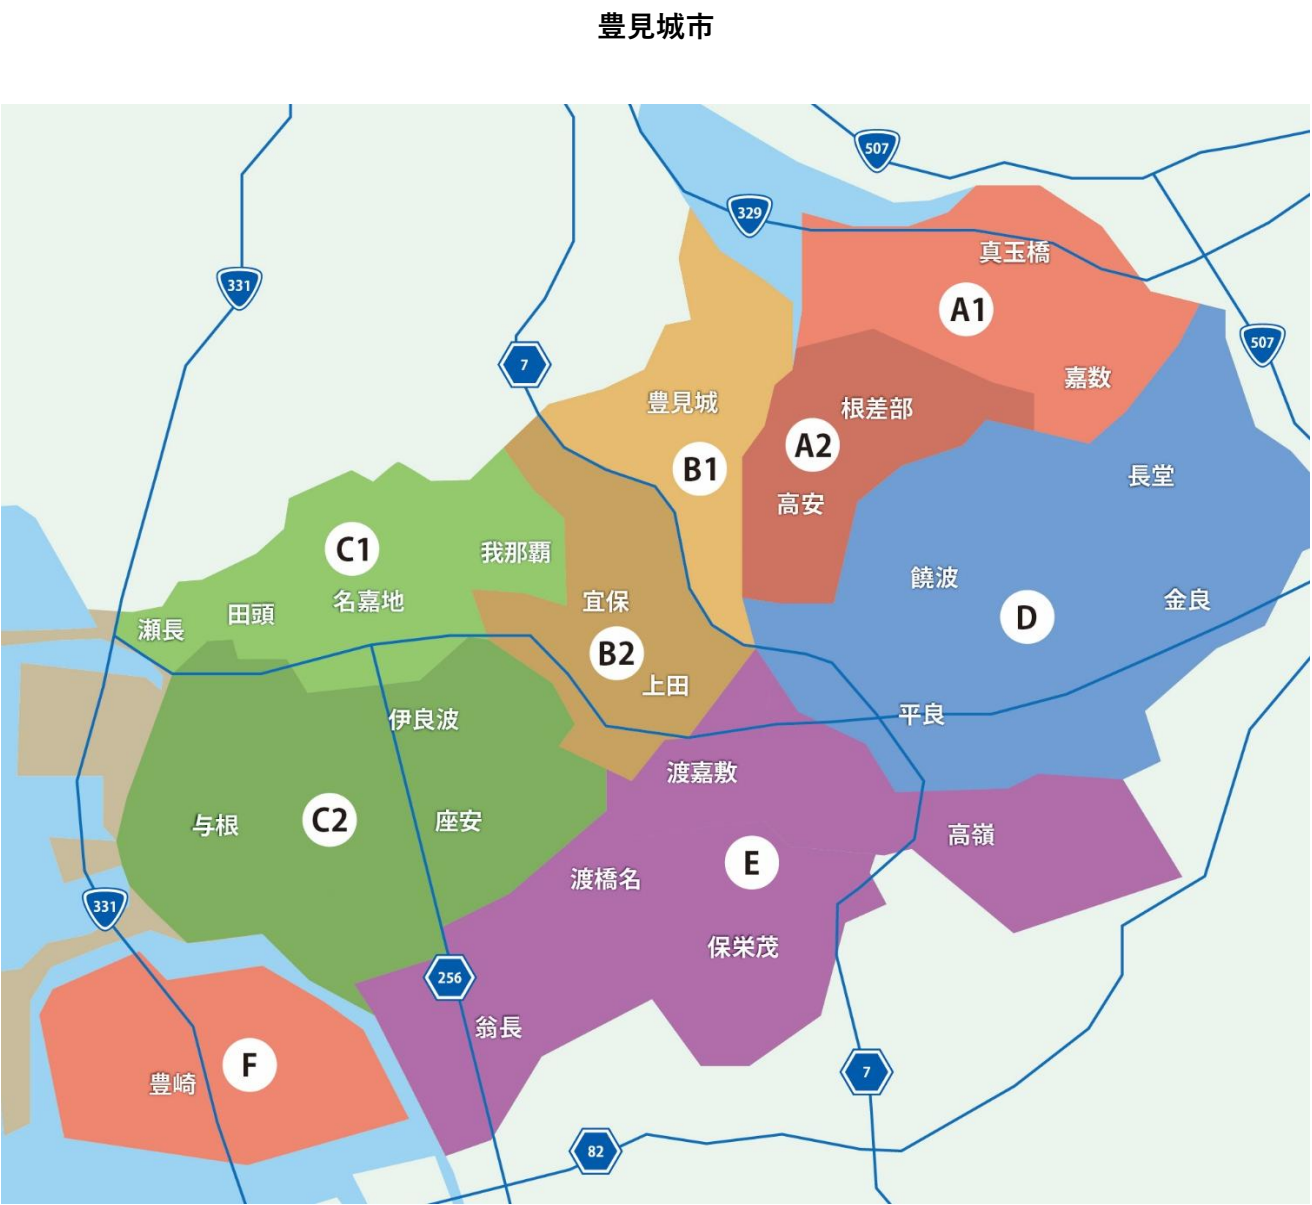 豊見城市
507
329
真玉橋
331
A1
507
7
嘉数
豊見城
根差部
A2
B1
長堂
高安
C1
我那覇
饒波
名嘉地
宜保
金良
田頭
D
瀬長
B2
上田
伊良波
平良
渡嘉敷
与根
C2
座安
高嶺
E
渡橋名
331
保栄茂
256
翁長
F
豊崎
7
82